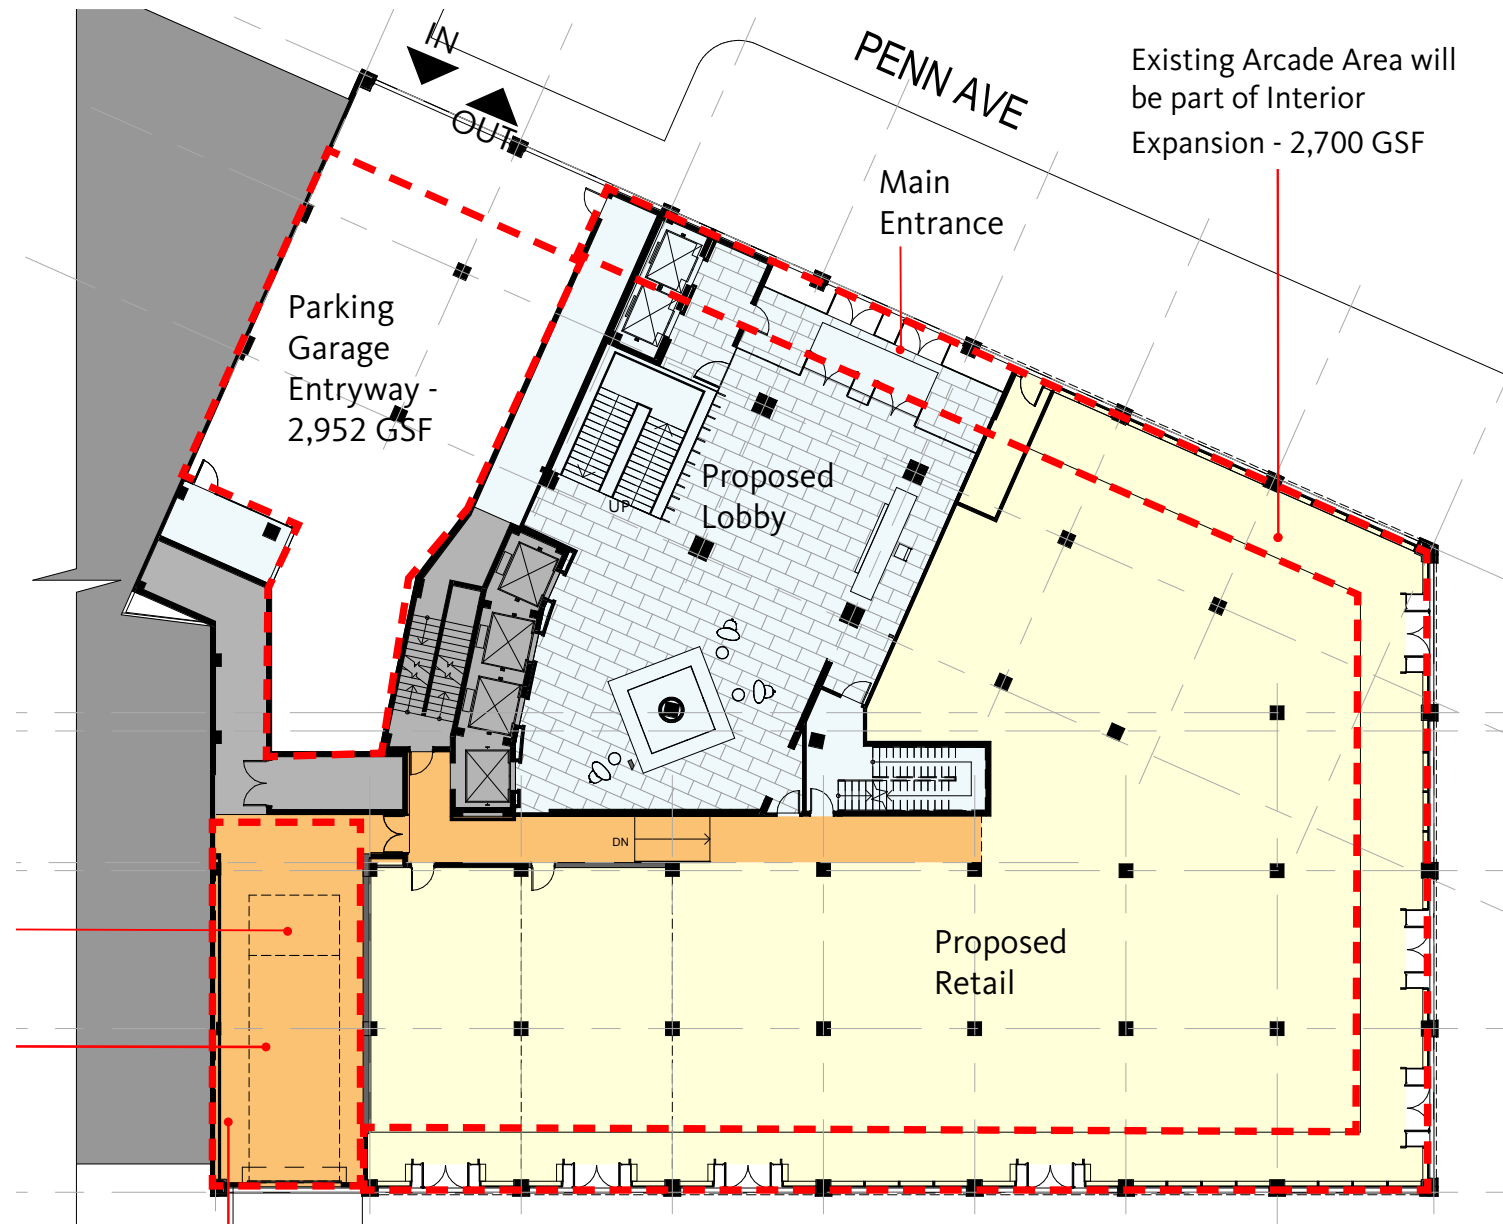 IN
OUT
PENN AVE
Existing Arcade Area will
be part of Interior
Expansion - 2,700 GSF
Main
Entrance
Parking
Garage
Entryway -
2,952 GSF
Proposed
Lobby
UP
DN
Proposed
Retail